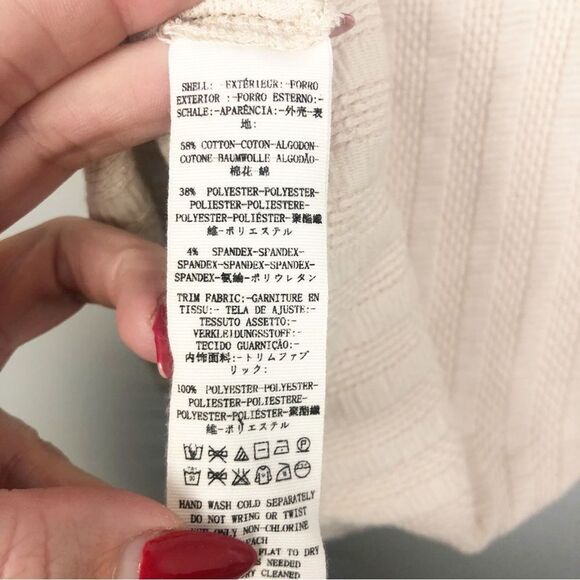 SHELL:- EXTÉRIEUR:-FORRO
EXTERIOR :-FORRO ESTERNO:-
SCHALE:-APARÊNCIA:-外壳-表
地:
58% COTTON-COTON-ALGODON-
COTONE-BAUMWOLLE-ALGODÃO-
棉花-綿
38% POLYESTER-POLYESTER-
POLIESTER-POLIESTERE-
POLYESTER-POLIÉSTER-聚酯纖
維-ポリエステル
4% SPANDEX-SPANDEX-
SPANDEX-SPANDEX-SPANDEX-
SPANDEX-氨綸-ポリウレタン
TRIM FABRIC:-GARNITURE EN
TISSU:- TELA DE AJUSTE:-
TESSUTO ASSETTO:-
VERKLEIDUNGSSTOFF:-
TECIDO GUARNIÇÃO:-
内饰面料:-トリムファブ
リック:
100% POLYESTER-POLYESTER-
POLIESTER-POLIESTERE-
POLYESTER-POLIÉSTER-聚酯纖
維-ポリエステル
HAND WASH COLD SEPARATELY
DO NOT WRING OR TWIST
ONLY NON-CHLORINE
FLAT TO DRY
NEEDED
CLEANED